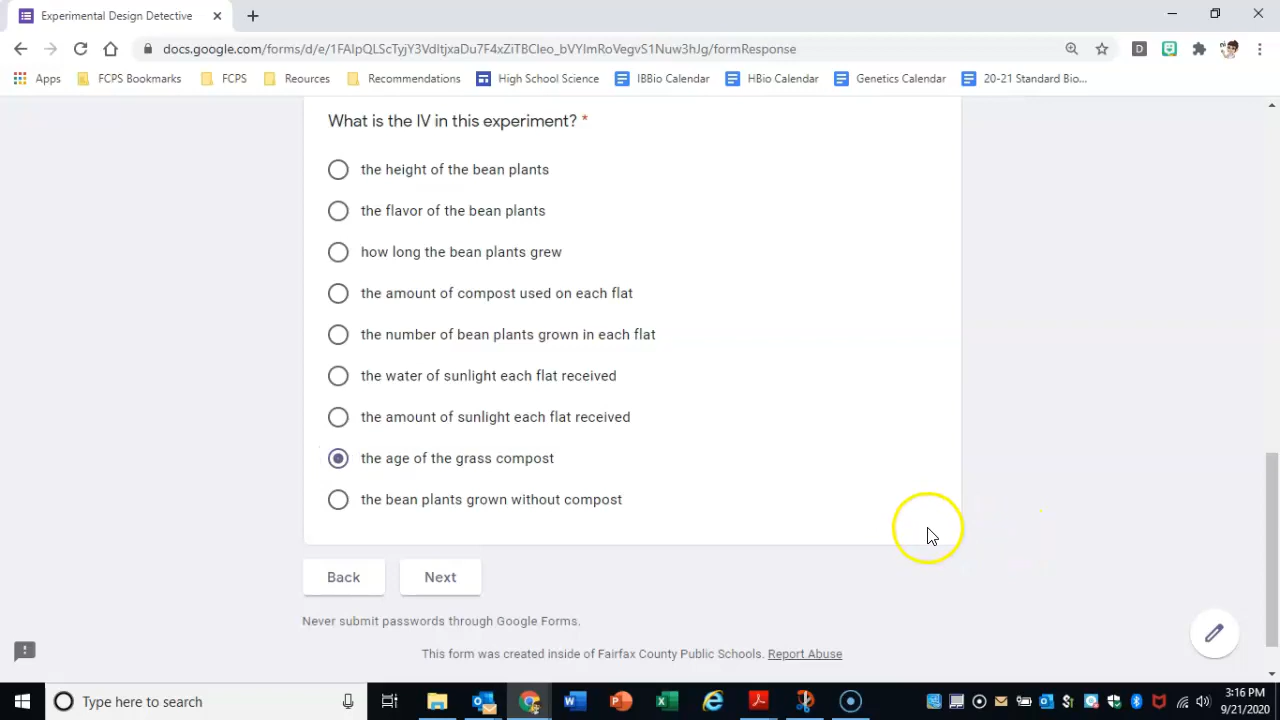 Experimental Design Detective
docs.google.com/forms/d/e/1FAIpQLScTyjY3VdItjxaDu7F4xZiTBCleo_bVYImRoVegvS1Nuw3hJg/formResponse
Apps
FCPS Bookmarks
FCPS
Reources
Recommendations
High School Science
IBBio Calendar
HBio Calendar
Genetics Calendar
20-21 Standard Bio...
What is the IV in this experiment? *
the height of the bean plants
the flavor of the bean plants
how long the bean plants grew
the amount of compost used on each flat
the number of bean plants grown in each flat
the water of sunlight each flat received
the amount of sunlight each flat received
the age of the grass compost
the bean plants grown without compost
Back
Next
Never submit passwords through Google Forms.
This form was created inside of Fairfax County Public Schools. Report Abuse
Type here to search
3:16 PM
9/21/2020